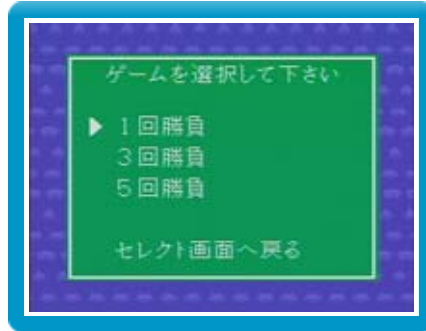 ゲームを選択して下さい
▶ 1回勝負
3回勝負
5回勝負
セレクト画面へ戻る